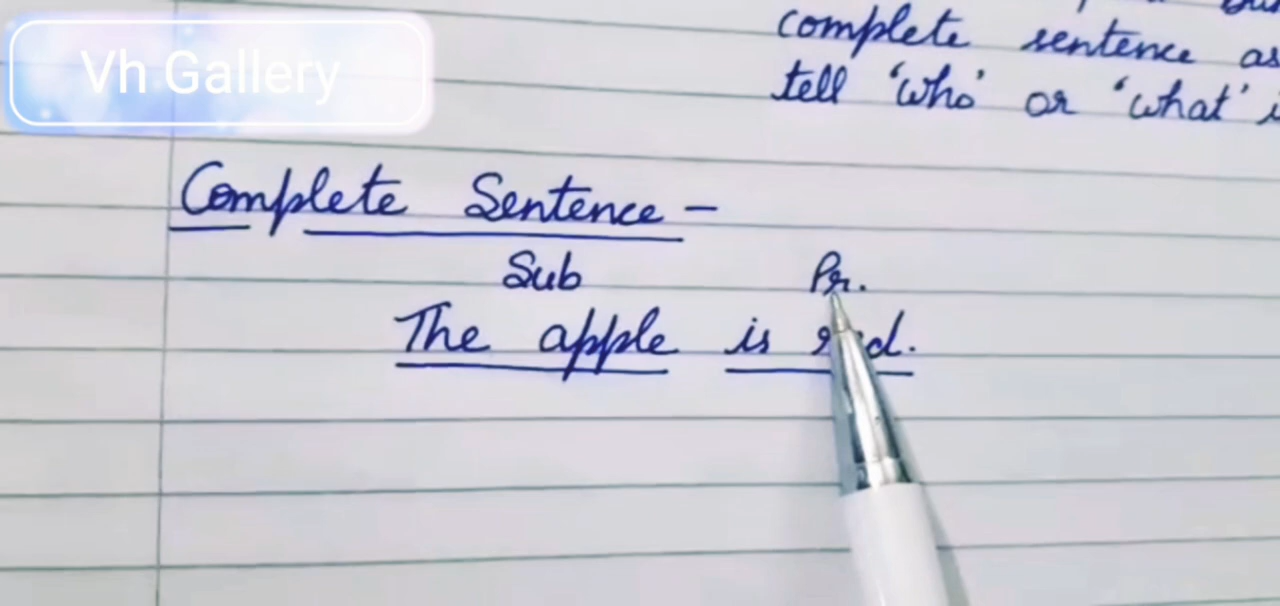 Vh Gallery
complete sentence as
tell 'who' or 'what'
Complete Sentence -
Sub Pr.
The apple is red.